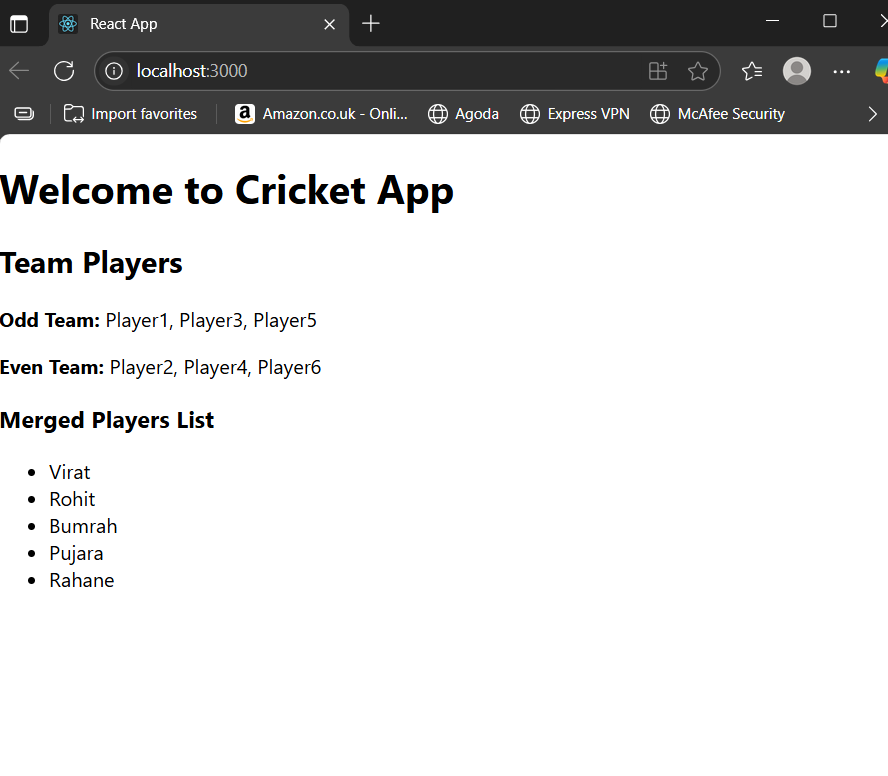 React App
localhost:3000
Import favorites
Amazon.co.uk - Onli...
Agoda
Express VPN
McAfee Security
Welcome to Cricket App
Team Players
Odd Team: Player1, Player3, Player5
Even Team: Player2, Player4, Player6
Merged Players List
• Virat
• Rohit
• Bumrah
• Pujara
• Rahane